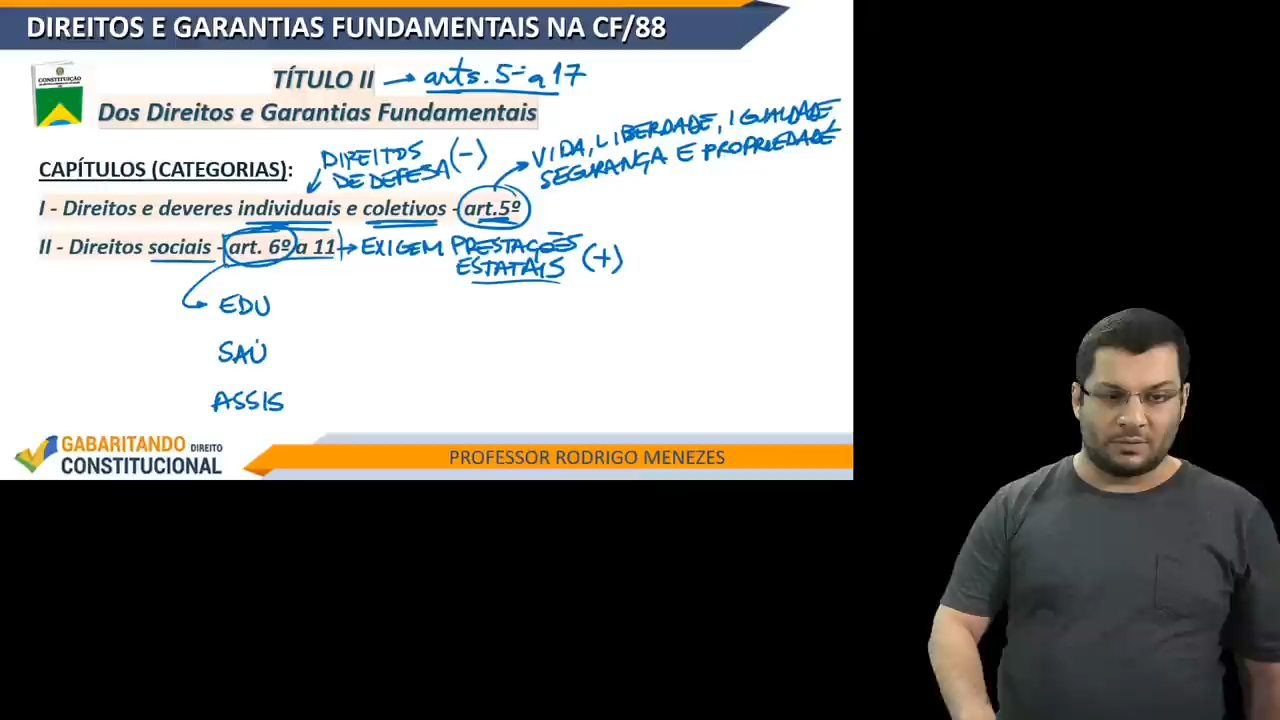 DIREITOS E GARANTIAS FUNDAMENTAIS NA CF/88
CONSTITUIÇÃO
TÍTULO II → arts. 5º a 17
Dos Direitos e Garantias Fundamentais
CAPÍTULOS (CATEGORIAS):
DIREITOS DE DEFESA (-)
VIDA, LIBERDADE, IGUALDADE,
SEGURANÇA E PROPRIEDADE
I - Direitos e deveres individuais e coletivos - art.5º
II - Direitos sociais - art. 6º a 11 → EXIGEM PRESTAÇÕES
ESTATAIS (+)
EDU
SAÚ
ASSIS
GABARITANDO DIREITO
CONSTITUCIONAL
PROFESSOR RODRIGO MENEZES